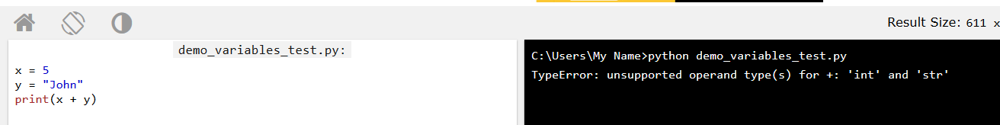 Result Size: 611 x
demo_variables_test.py:
x = 5
y = "John"
print(x + y)
C:\Users\My Name>python demo_variables_test.py
TypeError: unsupported operand type(s) for +: 'int' and 'str'